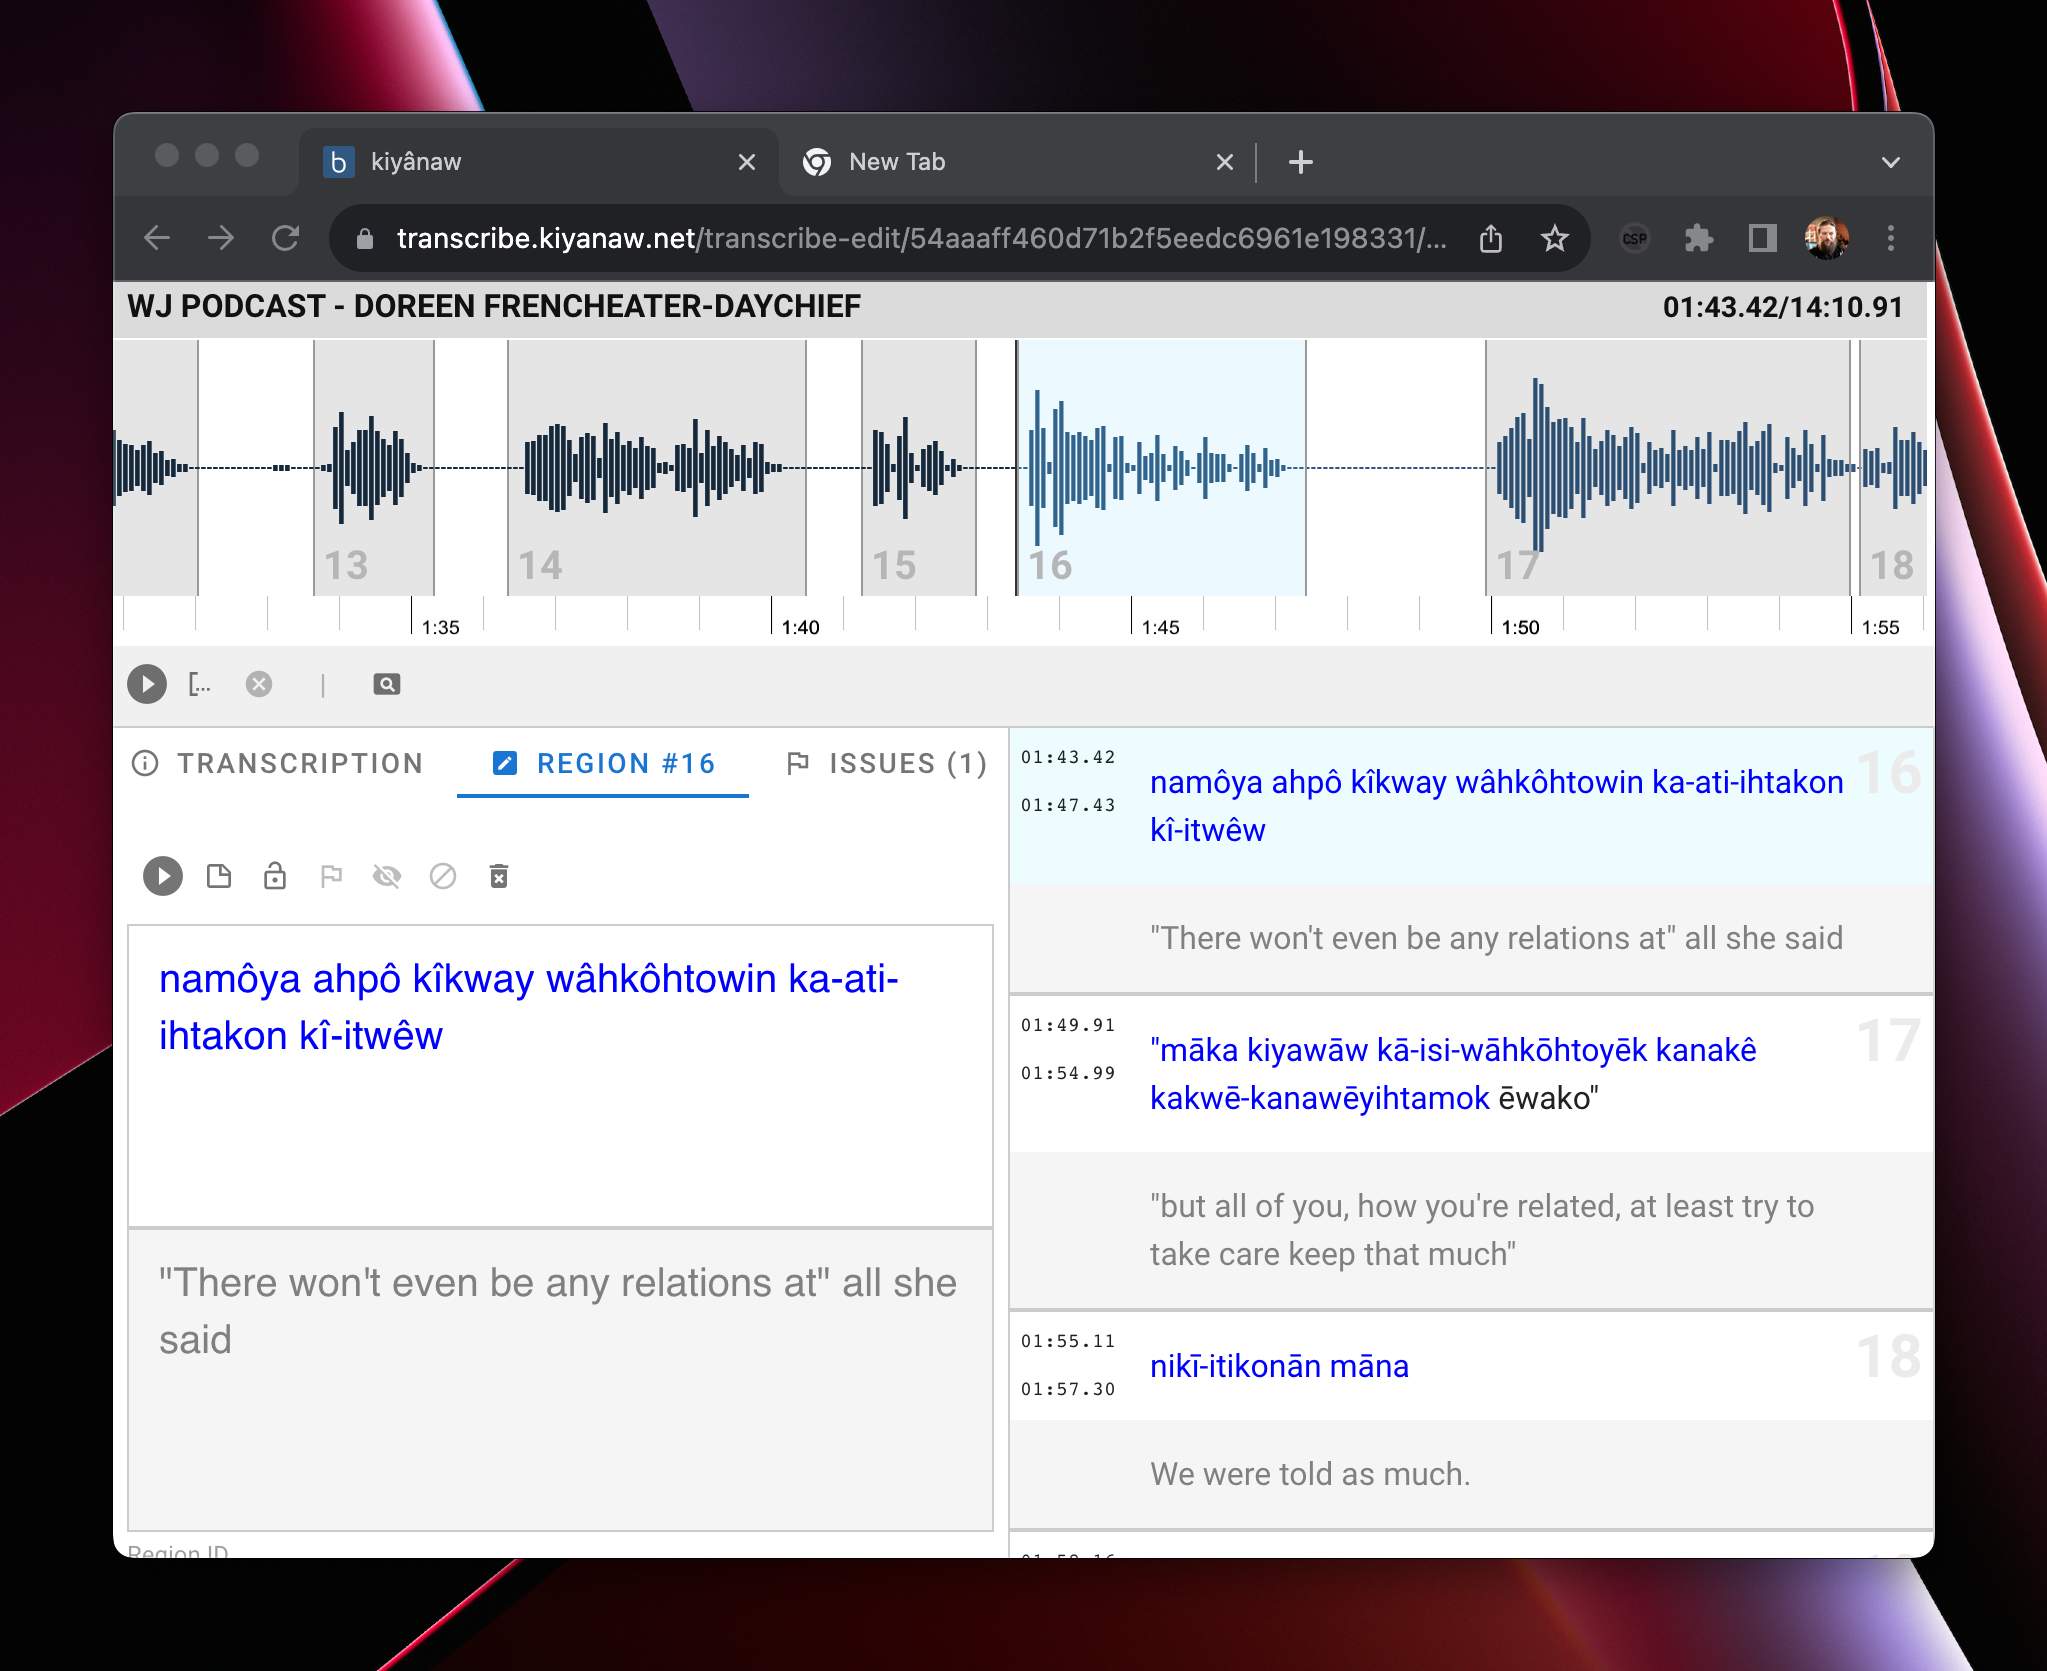 kiyânaw
New Tab
transcribe.kiyanaw.net/transcribe-edit/54aaaff460d71b2f5eedc6961e198331/...
CSP
WJ PODCAST - DOREEN FRENCHEATER-DAYCHIEF
01:43.42/14:10.91
13
14
15
16
17
18
1:35
1:40
1:45
1:50
1:55
[...
|
TRANSCRIPTION
REGION #16
ISSUES (1)
namôya ahpô kîkway wâhkôhtowin ka-ati-
ihtakon kî-itwêw
"There won't even be any relations at" all she
said
Region ID
01:43.42
01:47.43
namôya ahpô kîkway wâhkôhtowin ka-ati-ihtakon
kî-itwêw
16
"There won't even be any relations at" all she said
01:49.91
01:54.99
"māka kiyawāw kā-isi-wāhkōhtoyēk kanakê
kakwē-kanawēyihtamok ēwako"
17
"but all of you, how you're related, at least try to
take care keep that much"
01:55.11
01:57.30
nikī-itikonān māna
18
We were told as much.